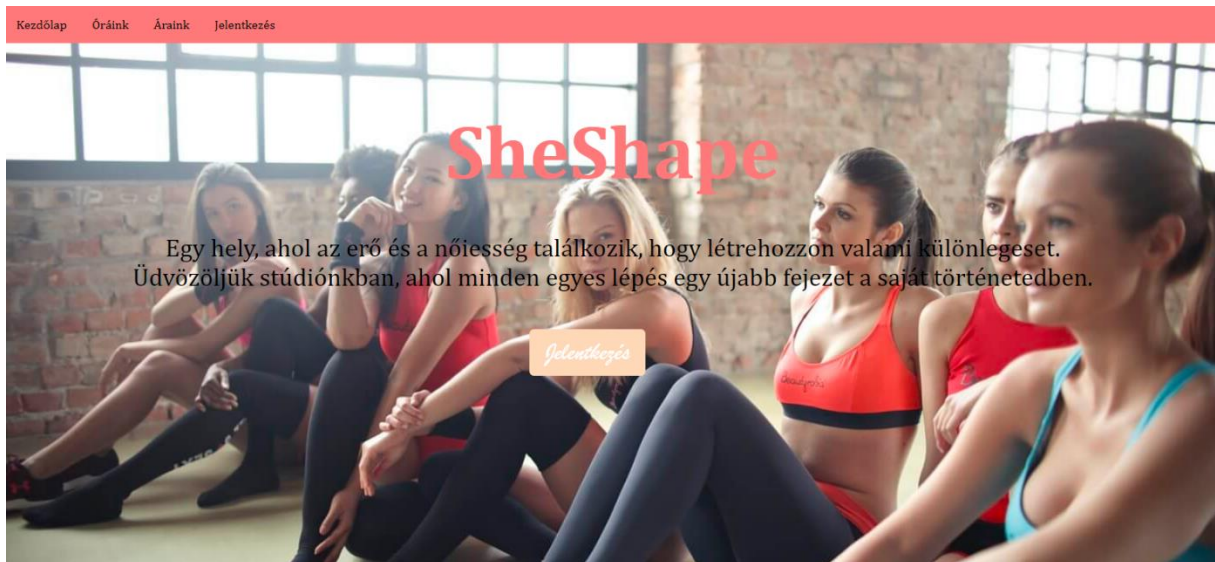 Kezdőlap Óráink Áraink Jelentkezés
SheShape
Egy hely, ahol az erő és a nőiesség találkozik, hogy létrehozzon valami különlegeset.
Üdvözöljük stúdiónkban, ahol minden egyes lépés egy újabb fejezet a saját történetedben.
Jelentkezés